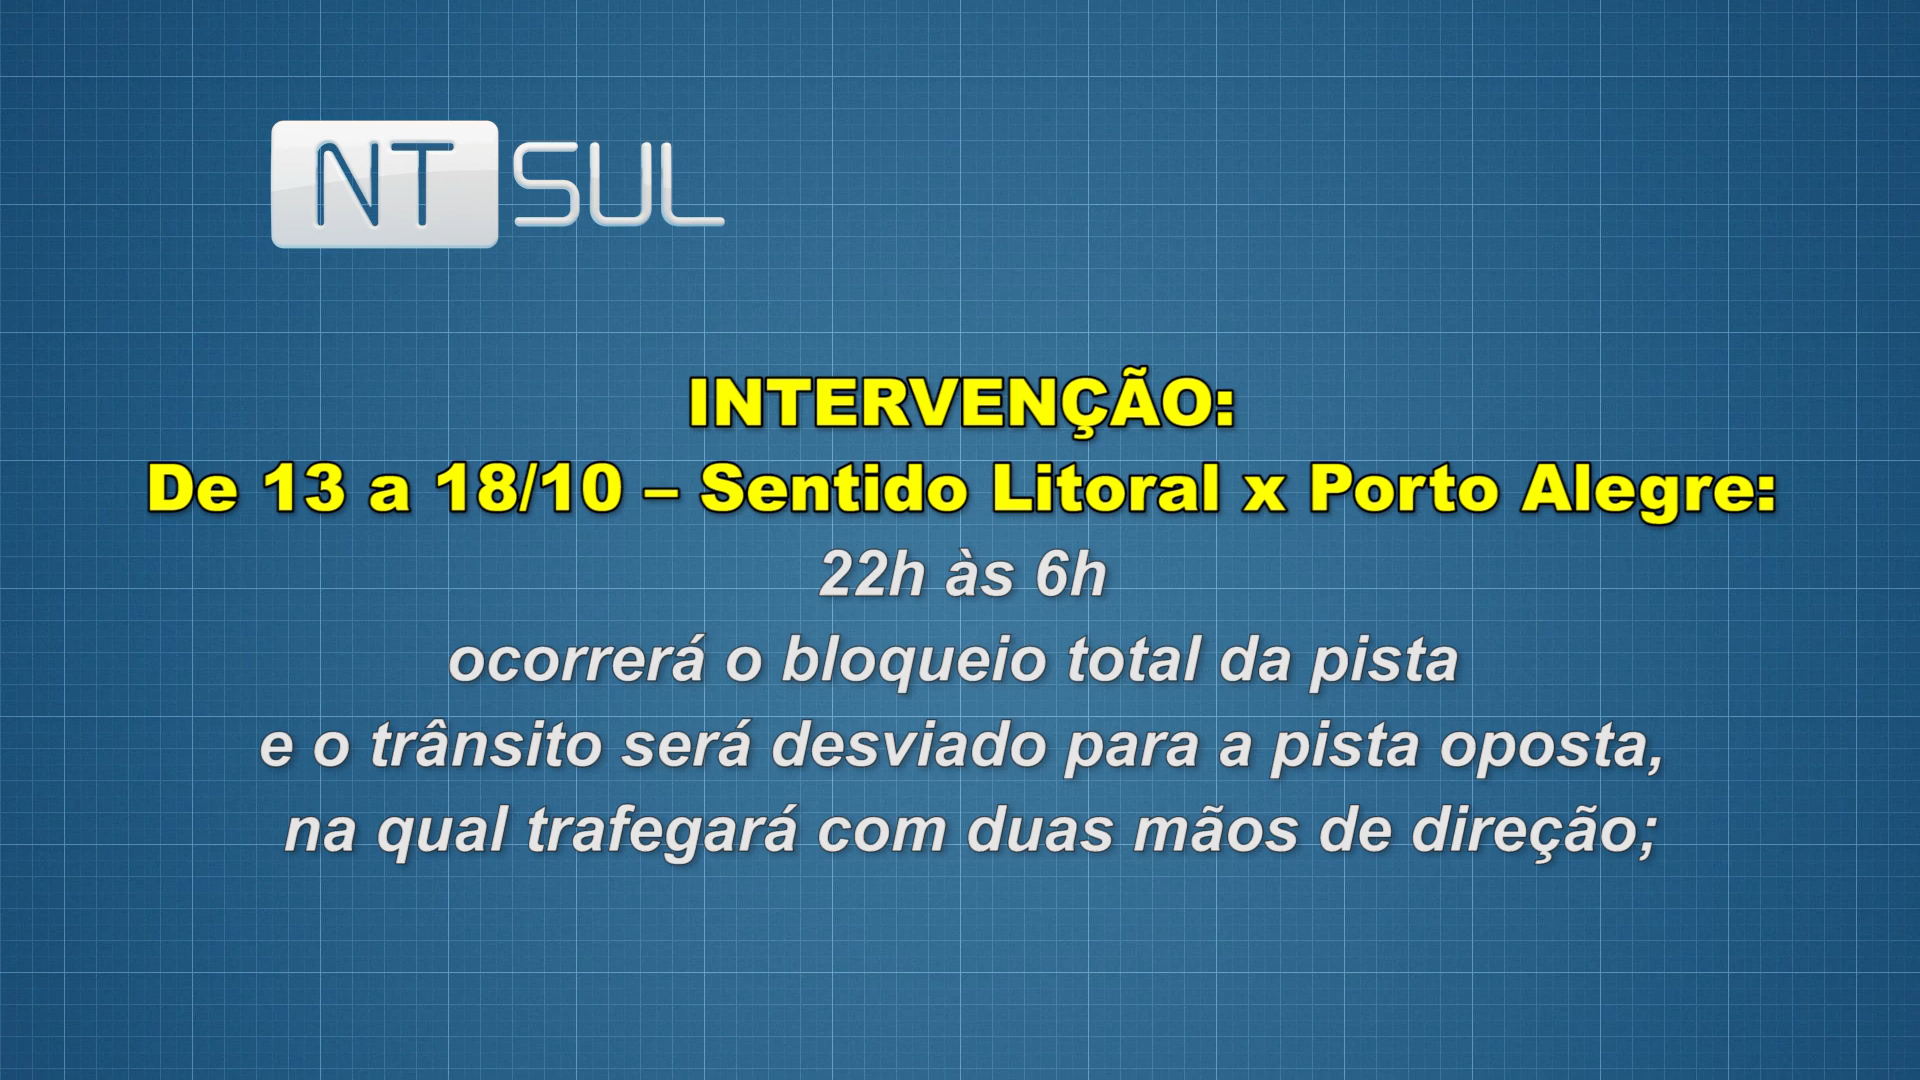 NT SUL
INTERVENÇÃO:
De 13 a 18/10 – Sentido Litoral x Porto Alegre:
22h às 6h
ocorrerá o bloqueio total da pista
e o trânsito será desviado para a pista oposta,
na qual trafegará com duas mãos de direção;